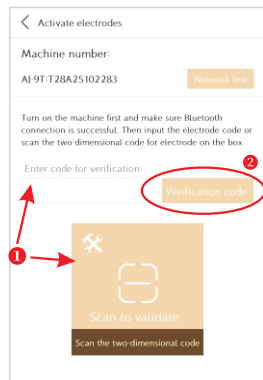 Activate electrodes
Machine number:
AI-9T:T28A25102283
Network test
Turn on the machine first and make sure Bluetooth
connection is successful. Then input the electrode code or
scan the two-dimensional code for electrode on the box
Enter code for verification:
2
Verification code
1
Scan to validate
Scan the two-dimensional code